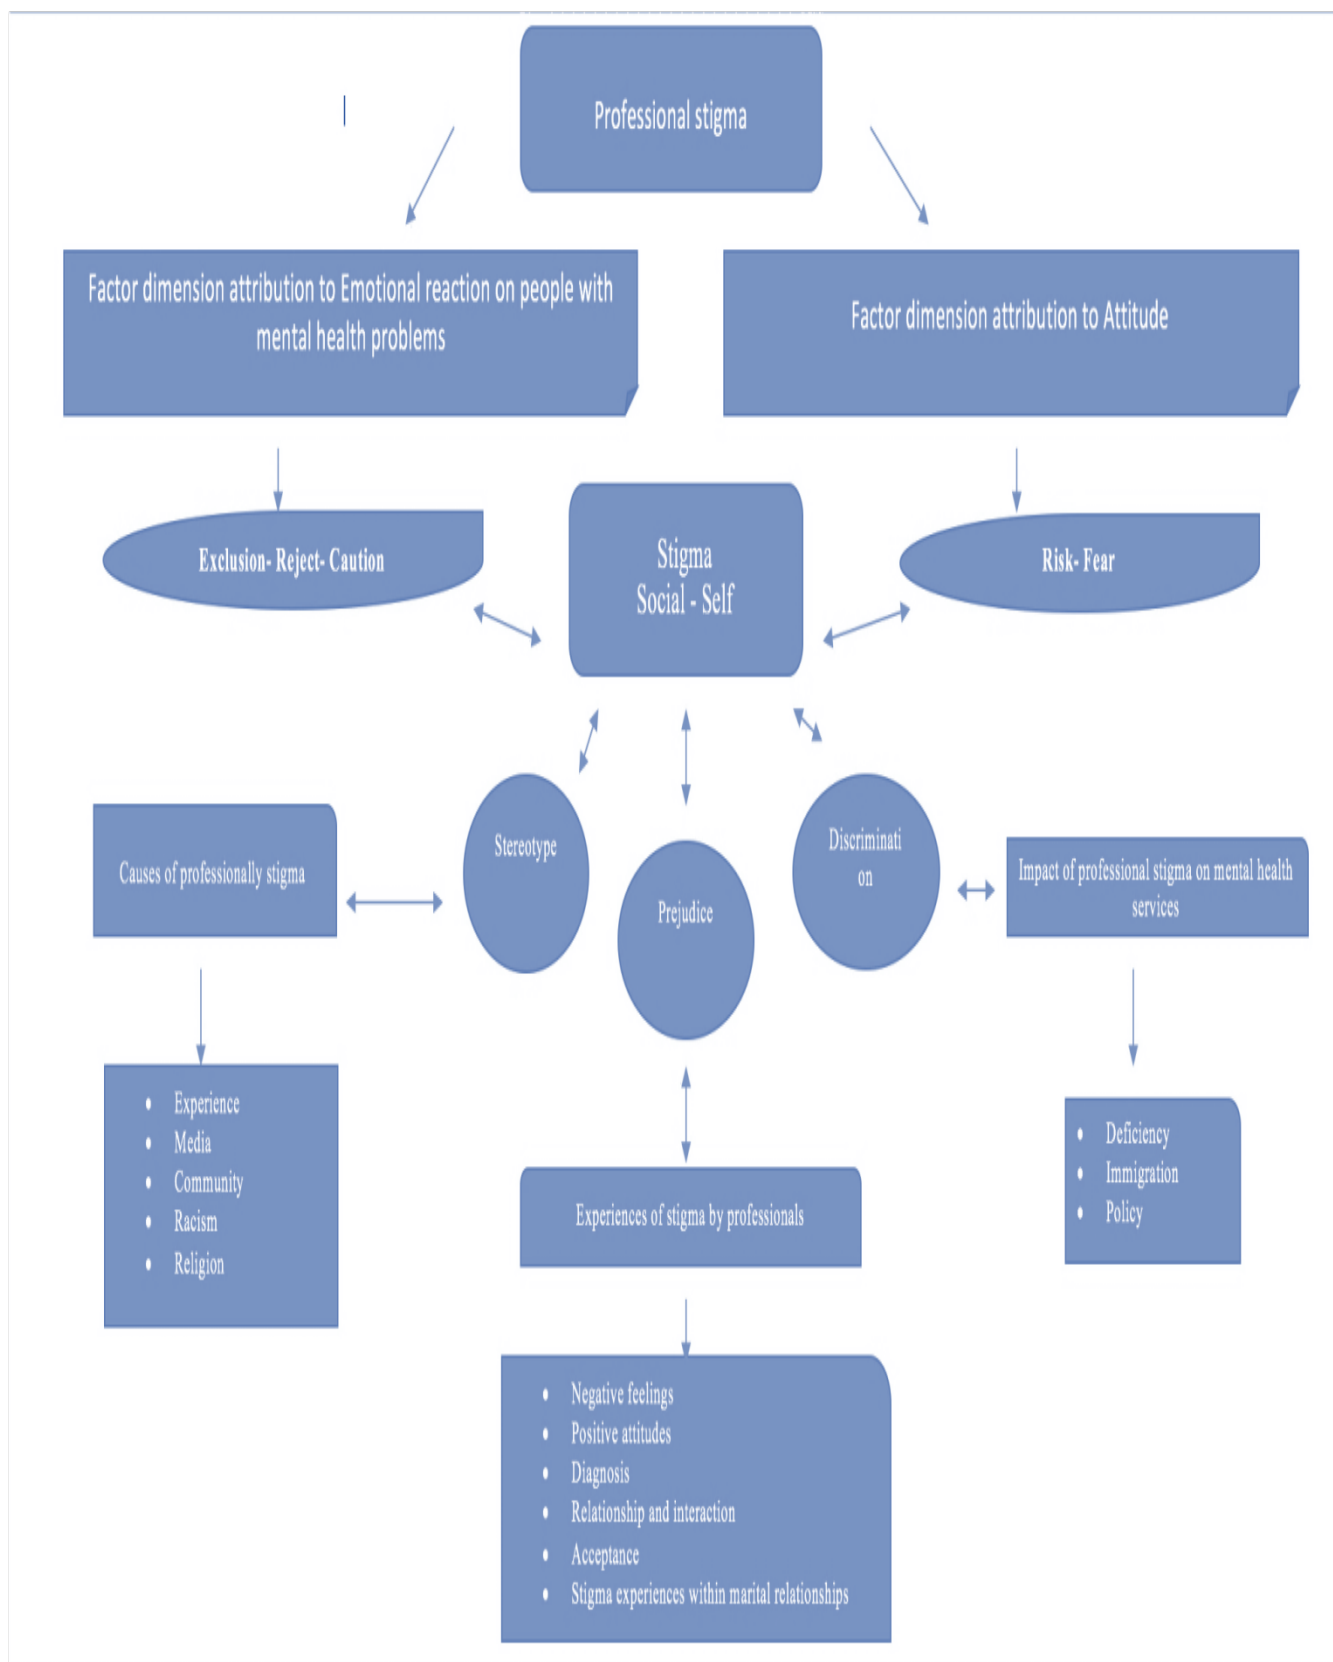 Professional stigma
Factor dimension attribution to Emotional reaction on people with
mental health problems
Factor dimension attribution to Attitude
Exclusion- Reject- Caution
Stigma
Social - Self
Risk- Fear
Stereotype
Prejudice
Discriminati
on
Causes of professionally stigma
Impact of professional stigma on mental health
services
• Experience
• Media
• Community
• Racism
• Religion
• Deficiency
• Immigration
• Policy
Experiences of stigma by professionals
• Negative feelings
• Positive attitudes
• Diagnosis
• Relationship and interaction
• Acceptance
• Stigma experiences within marital relationships